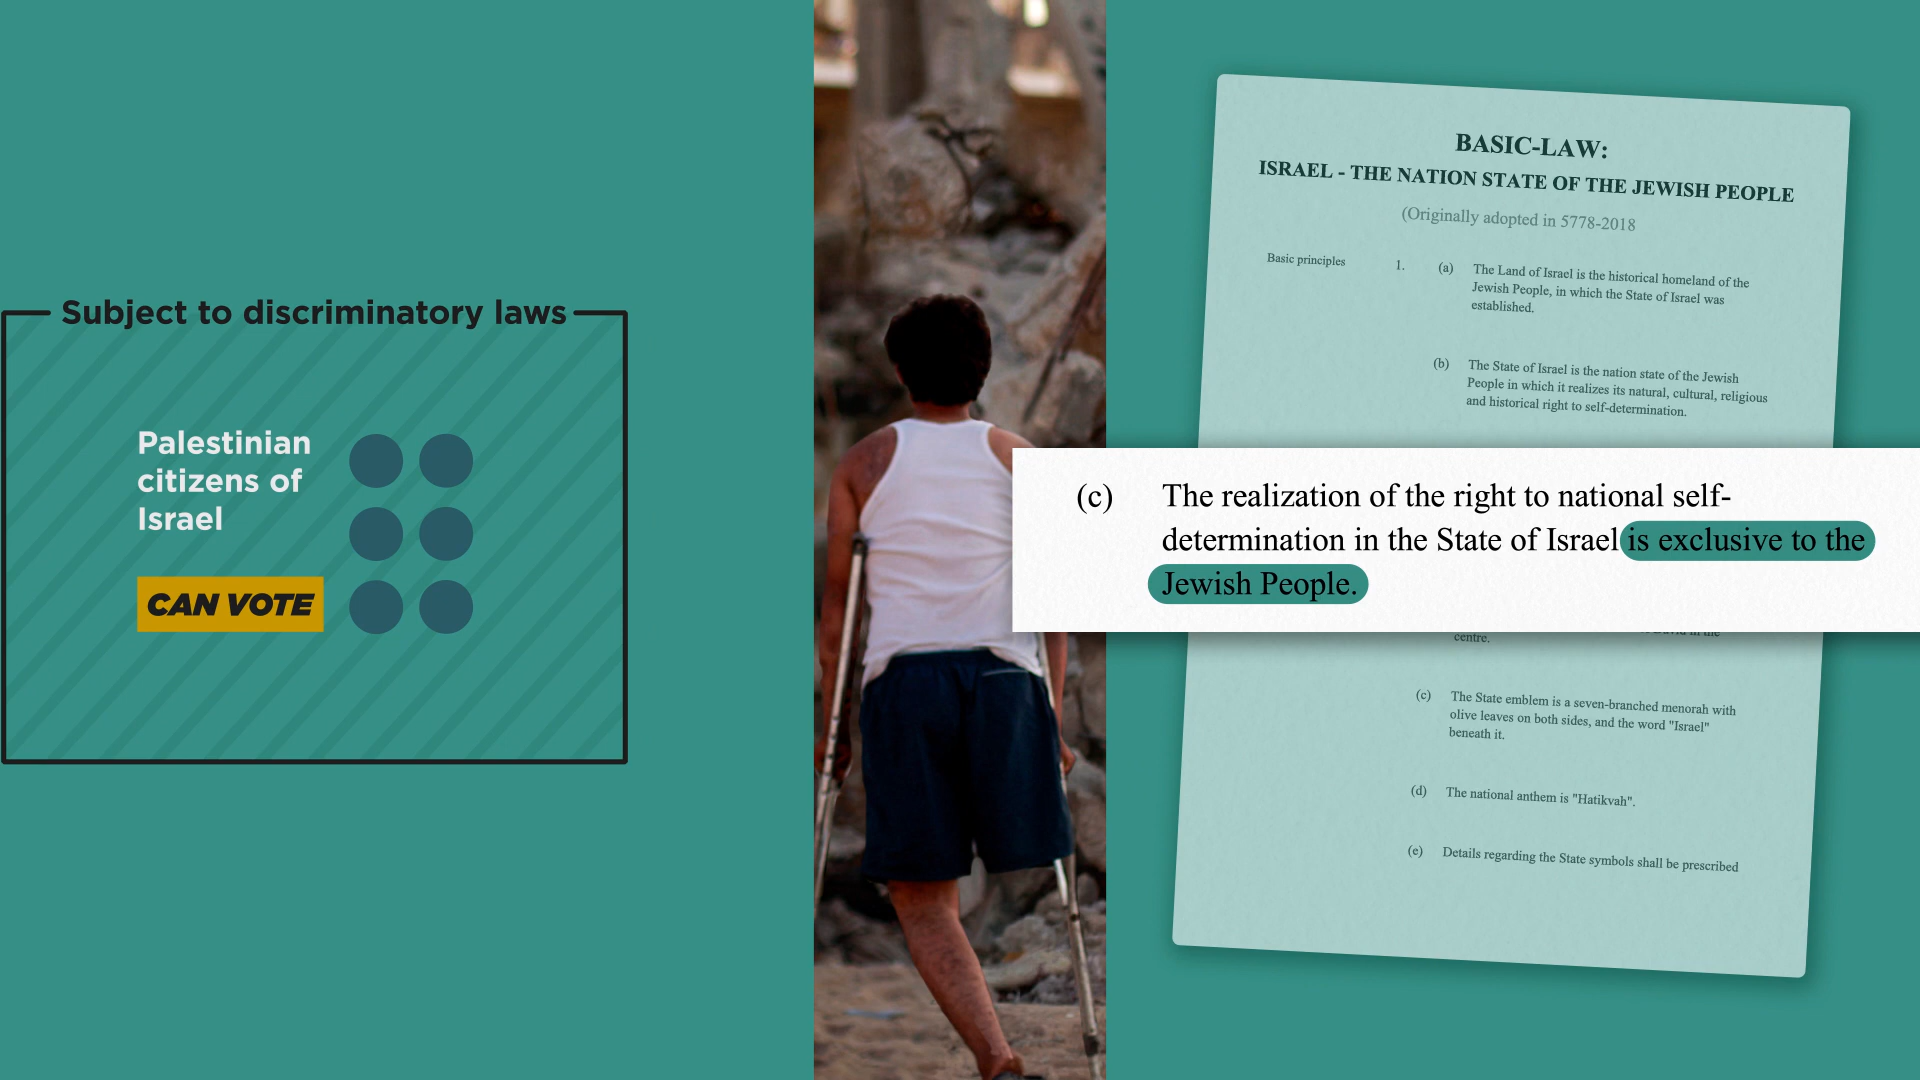 Subject to discriminatory laws
Palestinian
citizens of
Israel
CAN VOTE
BASIC-LAW:
ISRAEL - THE NATION STATE OF THE JEWISH PEOPLE
(Originally adopted in 5778-2018
Basic principles 1. (a) The Land of Israel is the historical homeland of the
Jewish People, in which the State of Israel was
established.
(b) The State of Israel is the nation state of the Jewish
People in which it realizes its natural, cultural, religious
and historical right to self-determination.
(c) The realization of the right to national self-
determination in the State of Israel is exclusive to the
Jewish People.
centre.
(c) The State emblem is a seven-branched menorah with
olive leaves on both sides, and the word "Israel"
beneath it.
(d) The national anthem is "Hatikvah".
(e) Details regarding the State symbols shall be prescribed